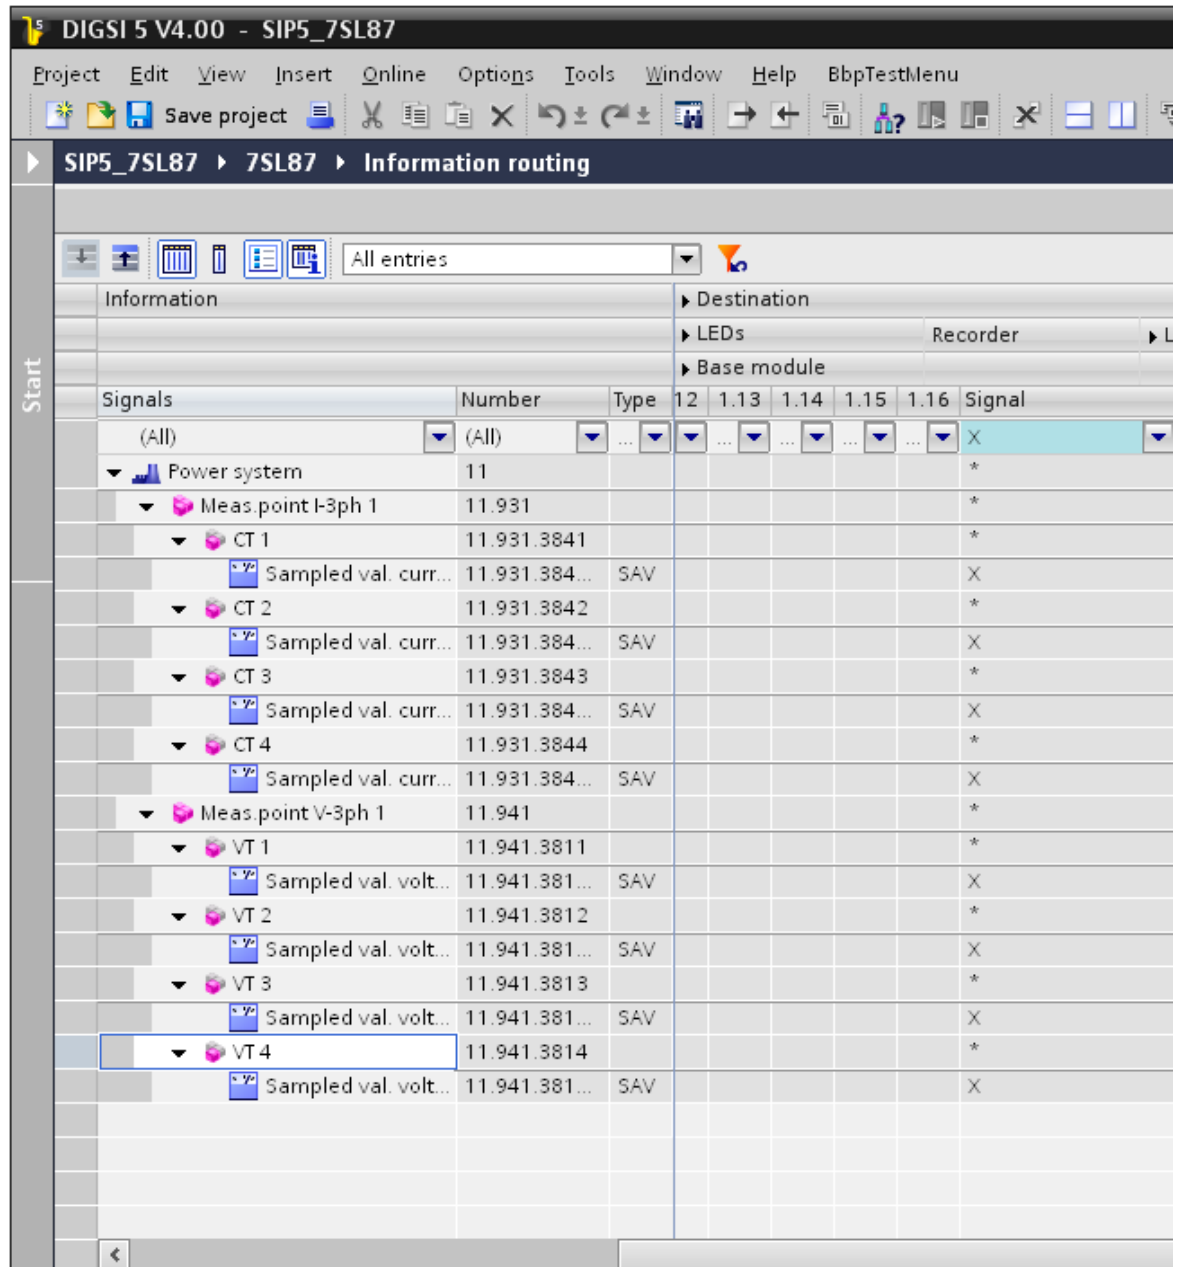 DIGSI 5 V4.00 - SIP5_7SL87
Project Edit View Insert Online Options Tools Window Help BbpTestMenu
Save project
SIP5_7SL87 7SL87 Information routing
All entries
Information Destination
LEDs Recorder L
Base module
Signals Number Type 12 1.13 1.14 1.15 1.16 Signal
(All) (All) ... ... ... ... ... X
Power system 11 *
Meas.point I-3ph 1 11.931 *
CT 1 11.931.3841 *
Sampled val. curr... 11.931.384... SAV X
CT 2 11.931.3842 *
Sampled val. curr... 11.931.384... SAV X
CT 3 11.931.3843 *
Sampled val. curr... 11.931.384... SAV X
CT 4 11.931.3844 *
Sampled val. curr... 11.931.384... SAV X
Meas.point V-3ph 1 11.941 *
VT 1 11.941.3811 *
Sampled val. volt... 11.941.381... SAV X
VT 2 11.941.3812 *
Sampled val. volt... 11.941.381... SAV X
VT 3 11.941.3813 *
Sampled val. volt... 11.941.381... SAV X
VT 4 11.941.3814 *
Sampled val. volt... 11.941.381... SAV X
Start